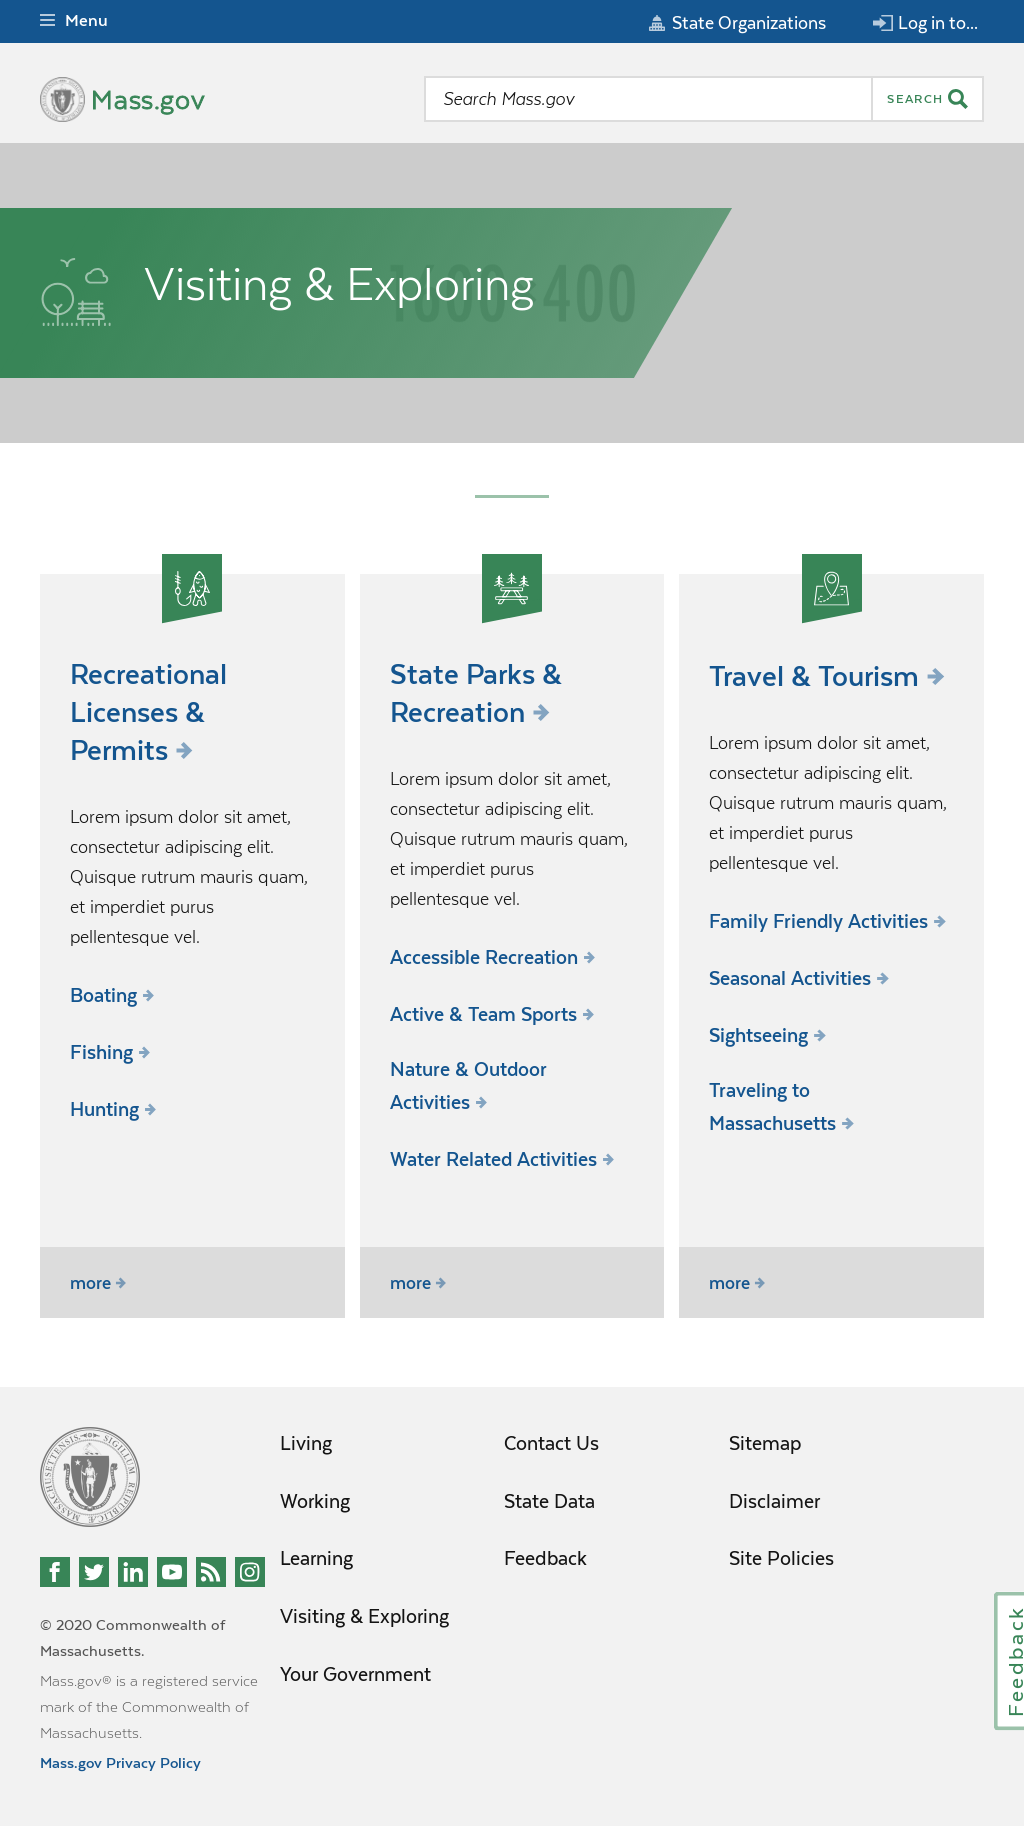 Menu
State Organizations
Log in to...
Mass.gov
Search Mass.gov
SEARCH
Visiting & Exploring
Recreational
Licenses &
Permits
Lorem ipsum dolor sit amet,
consectetur adipiscing elit.
Quisque rutrum mauris quam,
et imperdiet purus
pellentesque vel.
Boating
Fishing
Hunting
more
State Parks &
Recreation
Lorem ipsum dolor sit amet,
consectetur adipiscing elit.
Quisque rutrum mauris quam,
et imperdiet purus
pellentesque vel.
Accessible Recreation
Active & Team Sports
Nature & Outdoor
Activities
Water Related Activities
more
Travel & Tourism
Lorem ipsum dolor sit amet,
consectetur adipiscing elit.
Quisque rutrum mauris quam,
et imperdiet purus
pellentesque vel.
Family Friendly Activities
Seasonal Activities
Sightseeing
Traveling to
Massachusetts
more
Living
Working
Learning
Visiting & Exploring
Your Government
Contact Us
State Data
Feedback
Sitemap
Disclaimer
Site Policies
© 2020 Commonwealth of
Massachusetts.
Mass.gov® is a registered service
mark of the Commonwealth of
Massachusetts.
Mass.gov Privacy Policy
Feedback